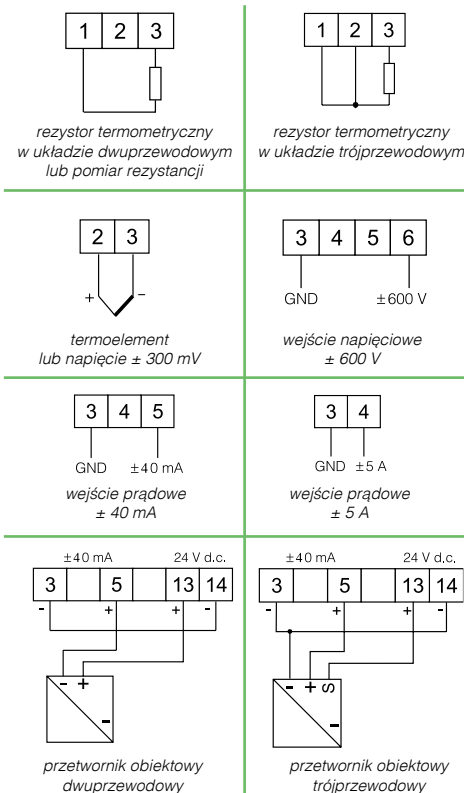 1 2 3
rezystor termometryczny
w układzie dwuprzewodowym
lub pomiar rezystancji
1 2 3
rezystor termometryczny
w układzie trójprzewodowym
2 3
+ -
termoelement
lub napięcie ± 300 mV
3 4 5 6
GND ±600 V
wejście napięciowe
± 600 V
3 4 5
GND ±40 mA
wejście prądowe
± 40 mA
3 4
GND ±5 A
wejście prądowe
± 5 A
±40 mA 24 V d.c.
3 5 13 14
- + + -
- +
-
przetwornik obiektowy
dwuprzewodowy
±40 mA 24 V d.c.
3 5 13 14
- + + -
- + S
-
przetwornik obiektowy
trójprzewodowy